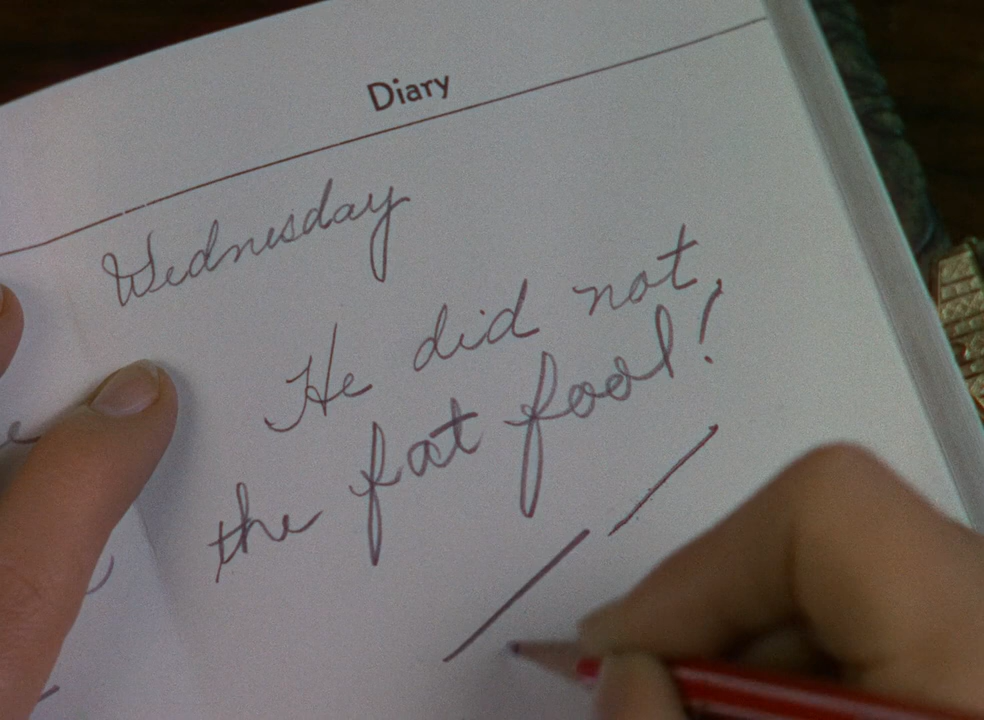 Diary
Wednesday
He did not,
the fat fool!